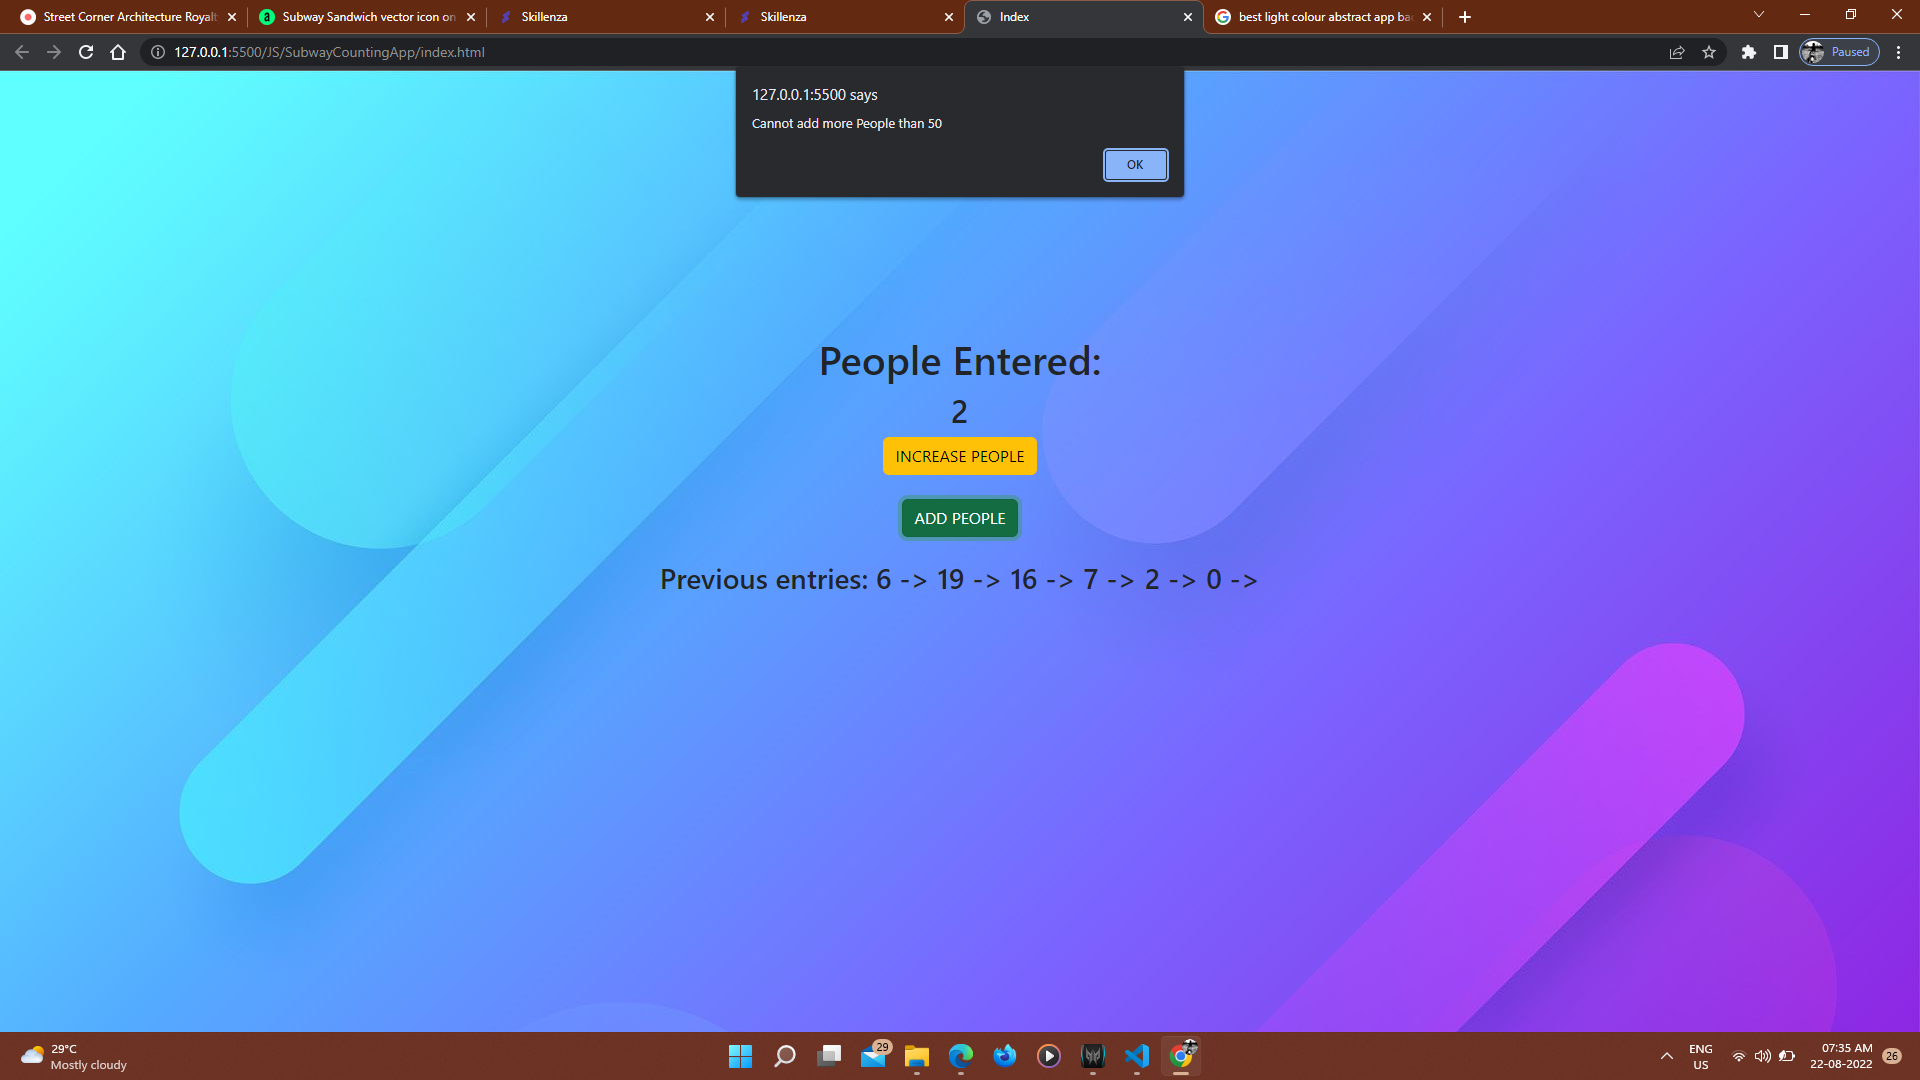 Street Corner Architecture Royalt
Subway Sandwich vector icon on
Skillenza
Skillenza
Index
best light colour abstract app bac
127.0.0.1:5500/JS/SubwayCountingApp/index.html
Paused
127.0.0.1:5500 says
Cannot add more People than 50
OK
People Entered:
2
INCREASE PEOPLE
ADD PEOPLE
Previous entries: 6 -> 19 -> 16 -> 7 -> 2 -> 0 ->
29°C
Mostly cloudy
29
ENG
US
07:35 AM
22-08-2022
26